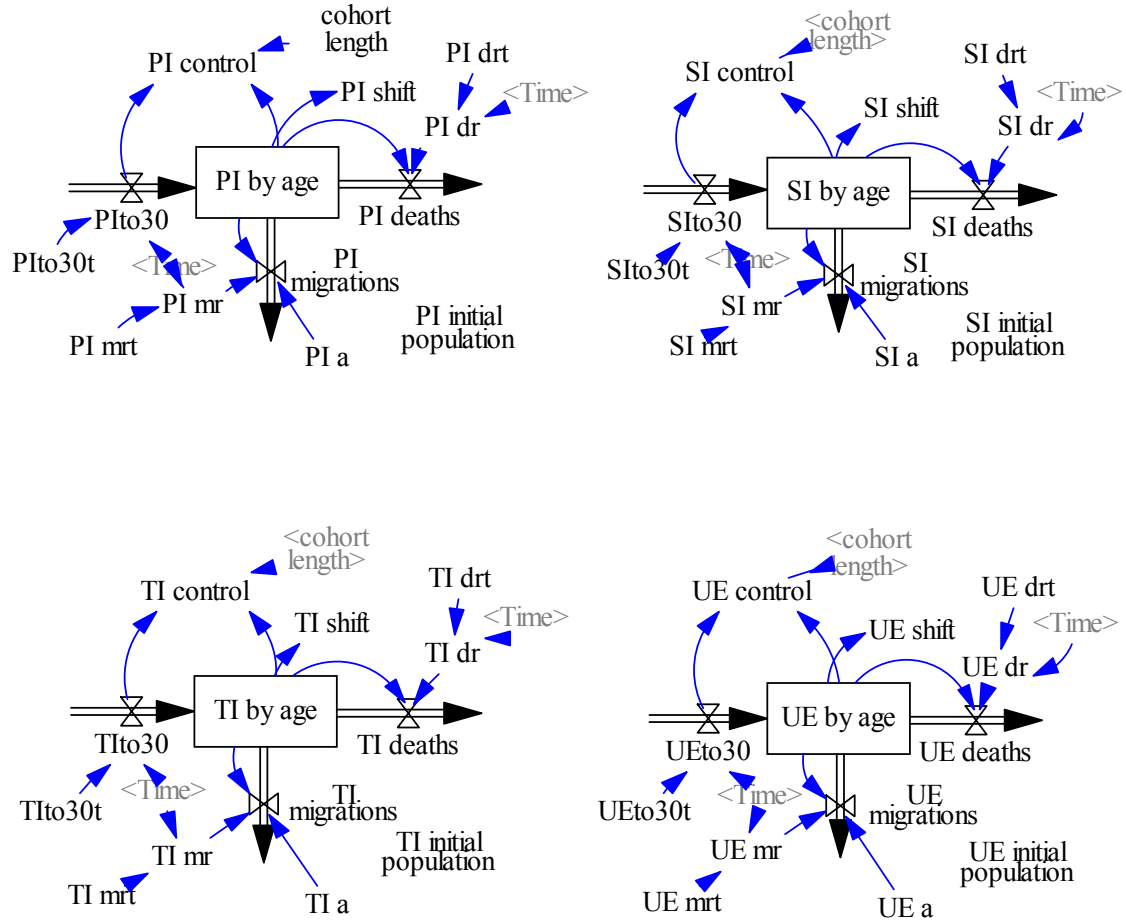 cohort
length
PI control
PI drt
<Time>
PI shift
PI dr
PI by age
PIto30
PI deaths
PIto30t
<Time>
PI
migrations
PI mr
PI mrt
PI a
PI initial
population
<cohort
length>
SI control
SI drt
<Time>
SI shift
SI dr
SI by age
SIto30
SI deaths
SIto30t
<Time>
SI
migrations
SI mr
SI mrt
SI a
SI initial
population
<cohort
length>
TI control
TI drt
<Time>
TI shift
TI dr
TI by age
TIto30
TI deaths
TIto30t
<Time>
TI
migrations
TI mr
TI mrt
TI a
TI initial
population
<cohort
length>
UE control
UE drt
<Time>
UE shift
UE dr
UE by age
UEto30
UE deaths
UEto30t
<Time>
UE
migrations
UE mr
UE mrt
UE a
UE initial
population